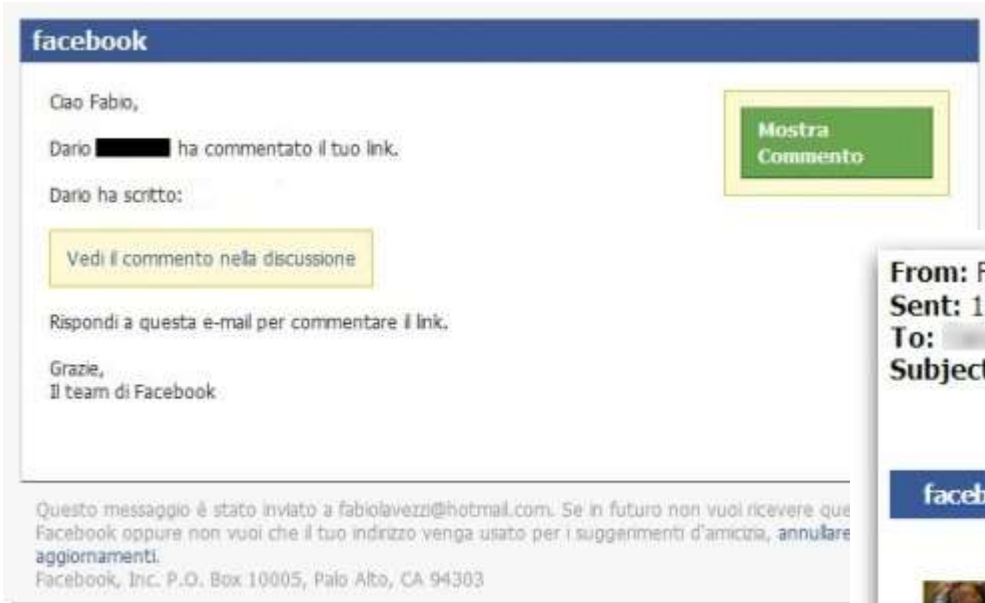 facebook
Ciao Fabio,
Dario ha commentato il tuo link.
Dario ha scritto:
Vedi il commento nella discussione
Rispondi a questa e-mail per commentare il link.
Grazie,
Il team di Facebook
Mostra
Commento
Questo messaggio è stato inviato a fabiolavezzi@hotmail.com. Se in futuro non vuoi ricevere que
Facebook oppure non vuoi che il tuo indirizzo venga usato per i suggerimenti d'amicizia, annullare
aggiornamenti.
Facebook, Inc. P.O. Box 10005, Palo Alto, CA 94303
From: F
Sent: 1
To:
Subject
faceb